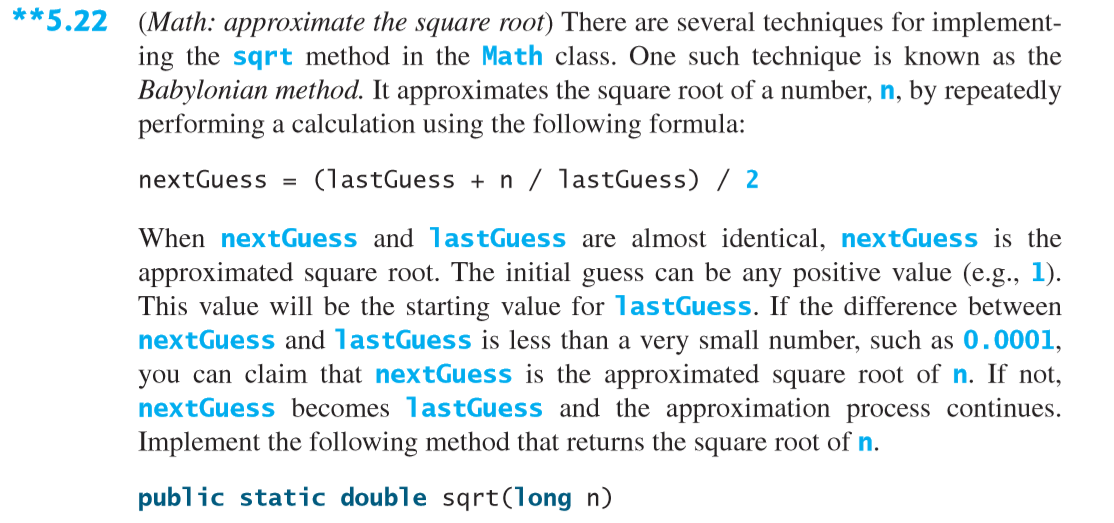 **5.22 (Math: approximate the square root) There are several techniques for implement-
ing the sqrt method in the Math class. One such technique is known as the
Babylonian method. It approximates the square root of a number, n, by repeatedly
performing a calculation using the following formula:
nextGuess = (lastGuess + n / lastGuess) / 2
When nextGuess and lastGuess are almost identical, nextGuess is the
approximated square root. The initial guess can be any positive value (e.g., 1).
This value will be the starting value for lastGuess. If the difference between
nextGuess and lastGuess is less than a very small number, such as 0.0001,
you can claim that nextGuess is the approximated square root of n. If not,
nextGuess becomes lastGuess and the approximation process continues.
Implement the following method that returns the square root of n.
public static double sqrt(long n)